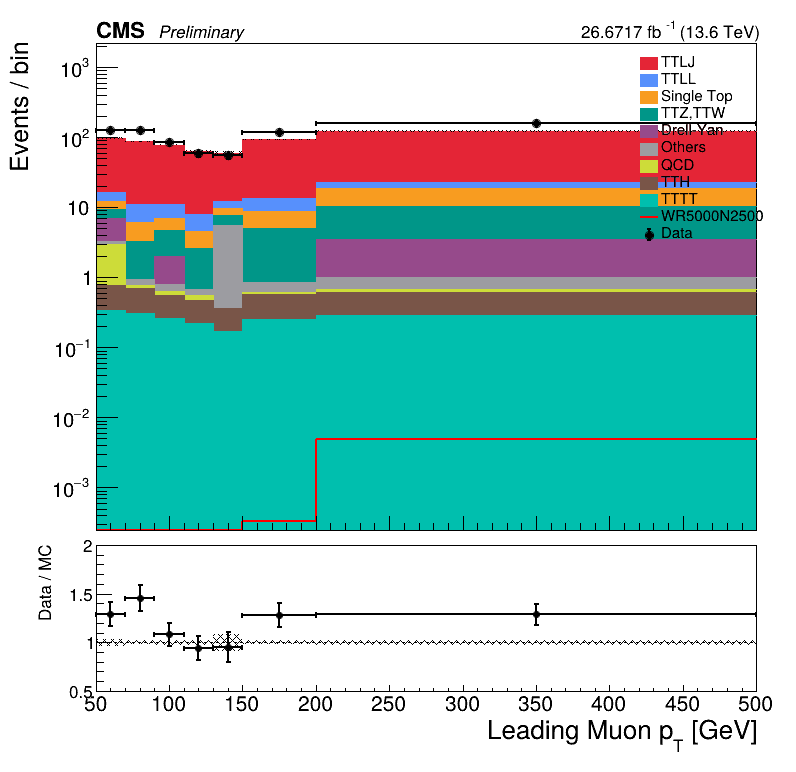 CMS Preliminary 26.6717 fb⁻¹ (13.6 TeV)
Events / bin
10³
10²
10
1
10⁻¹
10⁻²
10⁻³
TTLJ
TTLL
Single Top
TTZ,TTW
Drell-Yan
Others
QCD
TTH
TTTT
WR5000N2500
Data
Data / MC
2
1.5
1
0.5
50 100 150 200 250 300 350 400 450 500
Leading Muon p_T [GeV]